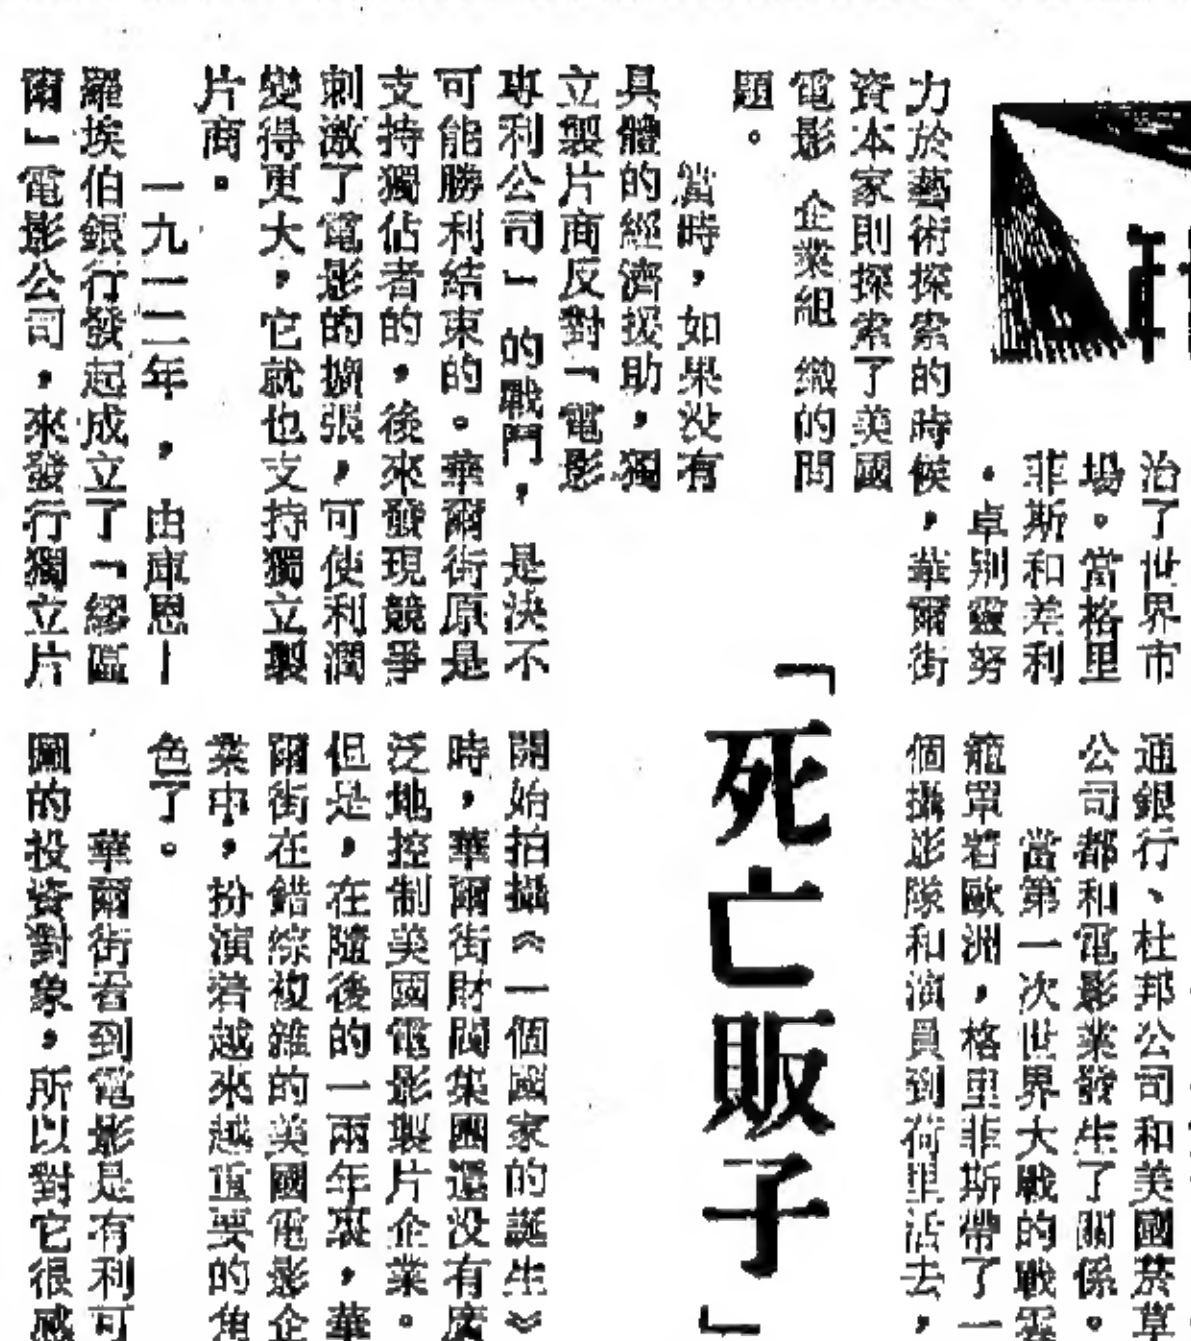 治了世界市
場。當格里
菲斯和差利
・卓別靈努
力於藝術探索的時候，華爾街
資本家則探索了美國
電影 企業組 織的問
題。
當時，如果没有
具體的經濟援助，獨
立製片商反對「電影
專利公司」的戰鬥，是決不
可能勝利結束的。華爾街原是
支持獨佔者的，後來發現競爭
刺激了電影的擴張，可使利潤
變得更大，它就也支持獨立製
片商。
一九一二年，由庫恩—
羅埃伯銀行發起成立了「繆區
爾」電影公司，來發行獨立片
「死亡販子」
通銀行、杜邦公司和美國菸草
公司都和電影業發生了關係。
當第一次世界大戰的戰雲
籠罩着歐洲，格里菲斯帶了一
個攝影隊和演員到荷里活去，
開始拍攝《一個國家的誕生》
時，華爾街財閥集團還没有廣
泛地控制美國電影製片企業。
但是，在隨後的一兩年裏，華
爾街在錯綜複雜的美國電影企
業中，扮演着越來越重要的角
色了。
華爾街看到電影是有利可
圖的投資對象，所以對它很感